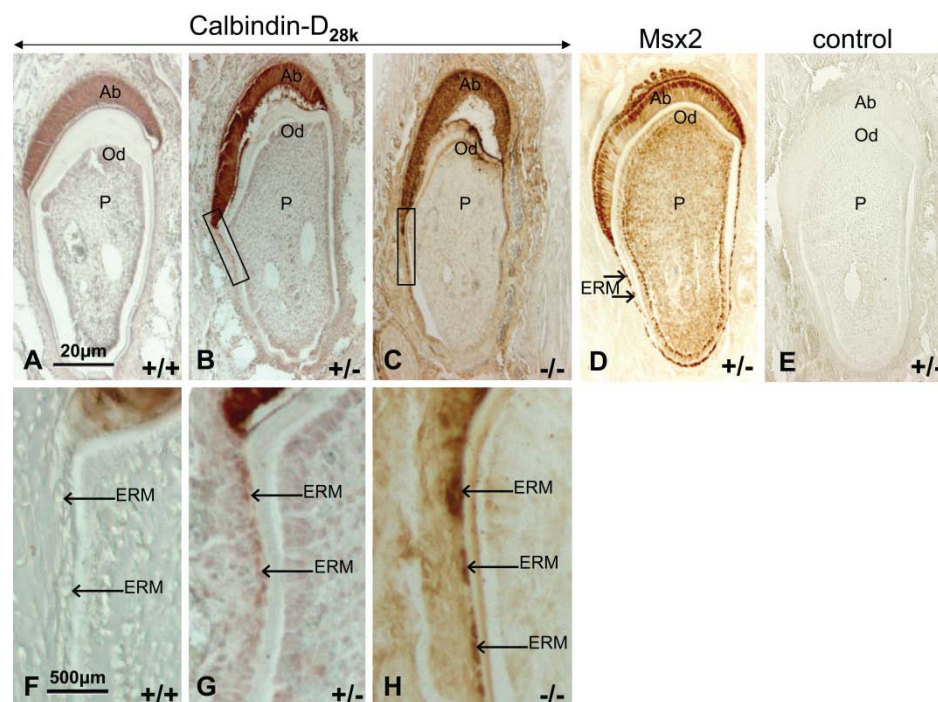 Calbindin-D28k
Msx2
control
Ab
Od
P
A
20µm
+/+
Ab
Od
P
B
+/-
Ab
Od
P
C
-/-
Ab
Od
P
ERM
D
+/-
Ab
Od
P
E
+/-
ERM
ERM
F
500µm
+/+
ERM
ERM
G
+/-
ERM
ERM
ERM
H
-/-